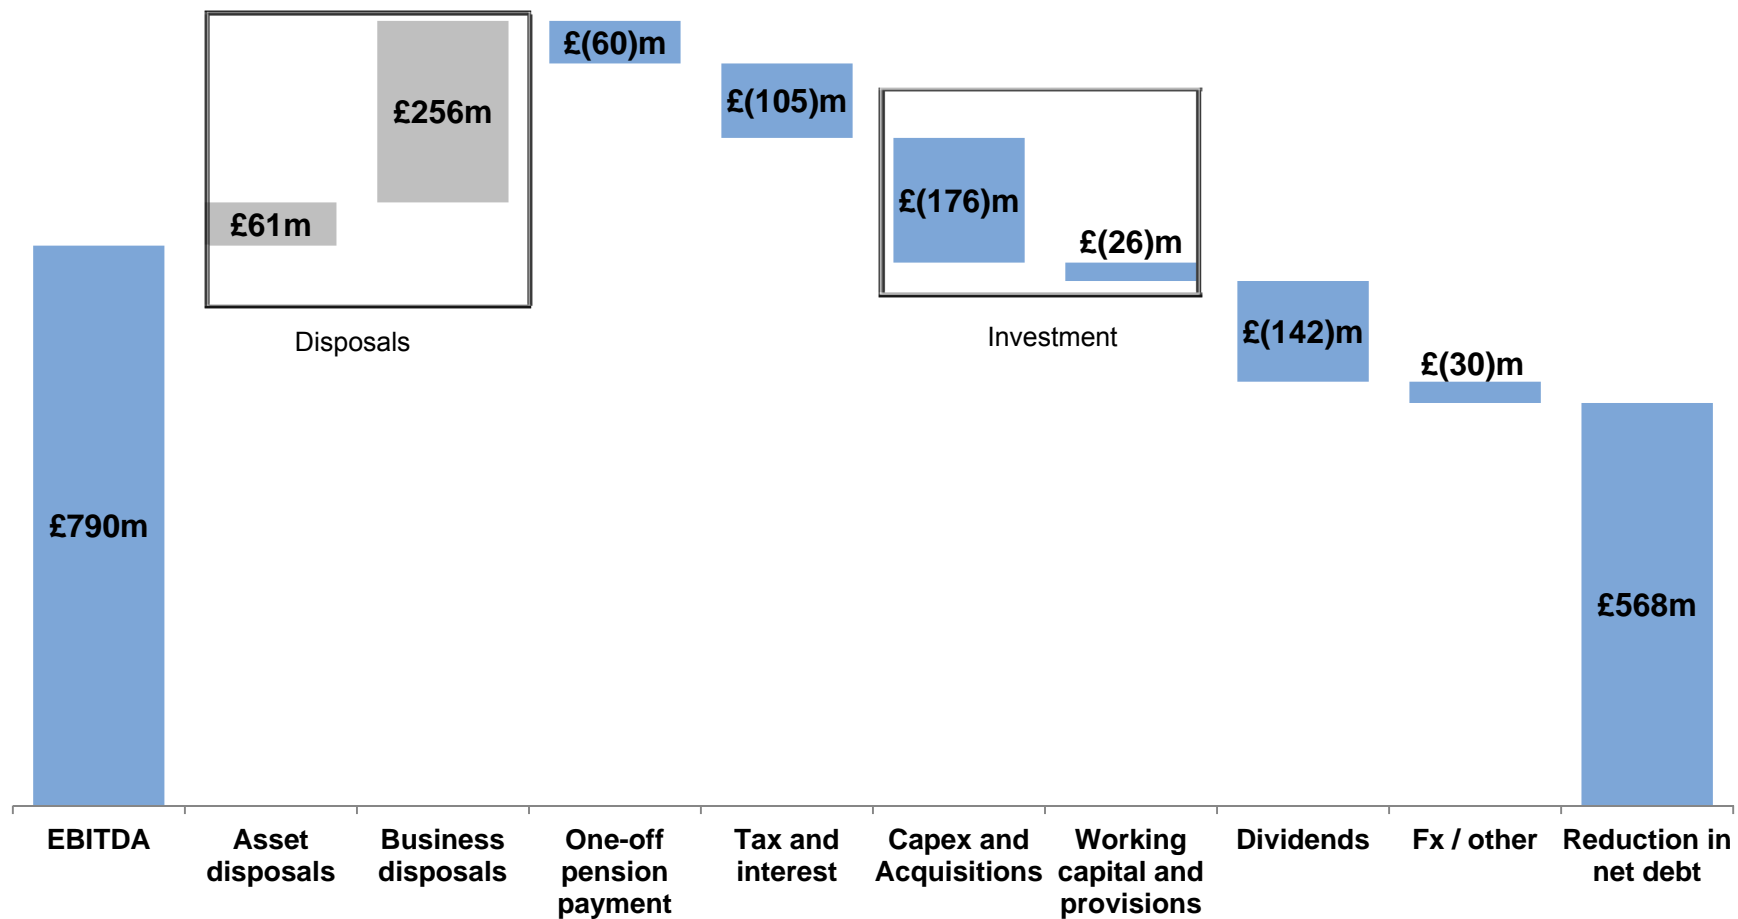 £790m
£61m
£256m
Disposals
£(60)m
£(105)m
£(176)m
£(26)m
Investment
£(142)m
£(30)m
£568m
EBITDA
Asset
disposals
Business
disposals
One-off
pension
payment
Tax and
interest
Capex and
Acquisitions
Working
capital and
provisions
Dividends
Fx / other
Reduction in
net debt